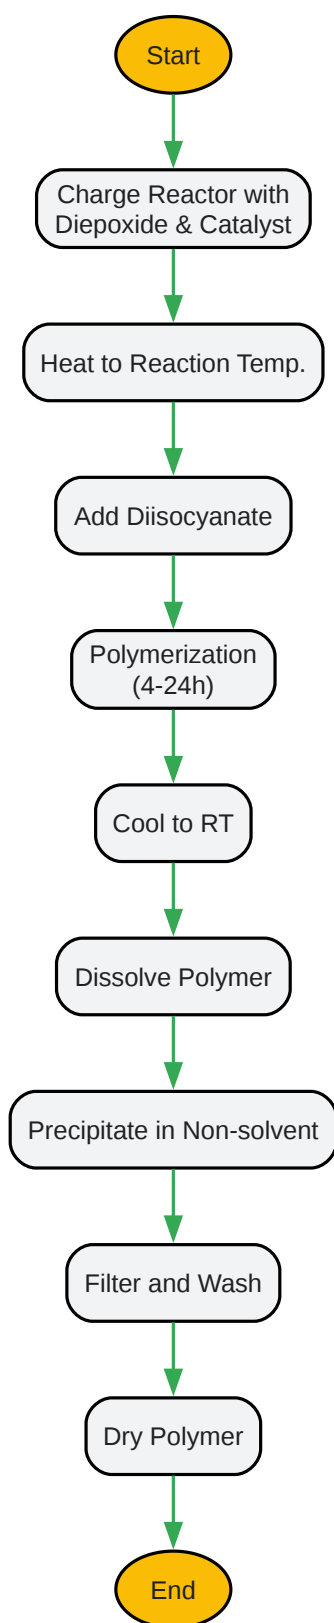 Start
Charge Reactor with
Diepoxide & Catalyst
Heat to Reaction Temp.
Add Diisocyanate
Polymerization
(4-24h)
Cool to RT
Dissolve Polymer
Precipitate in Non-solvent
Filter and Wash
Dry Polymer
End